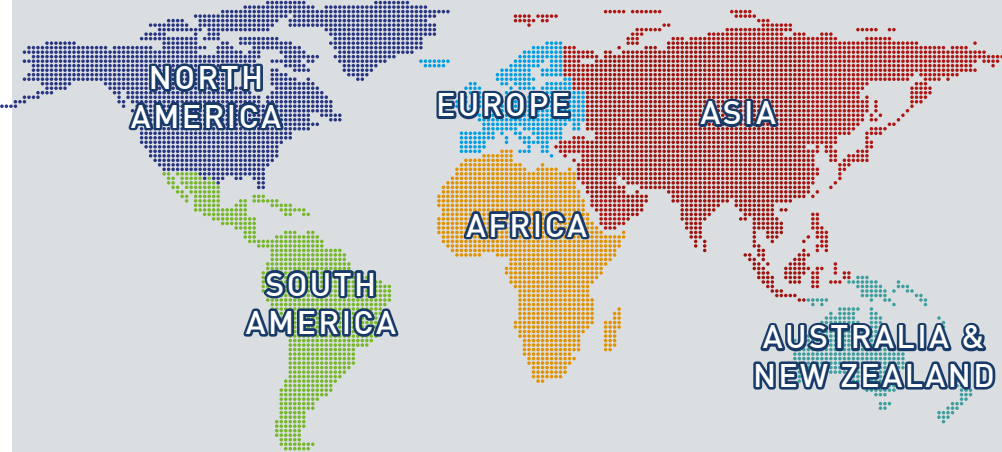 NORTH
AMERICA
EUROPE
ASIA
AFRICA
SOUTH
AMERICA
AUSTRALIA &
NEW ZEALAND